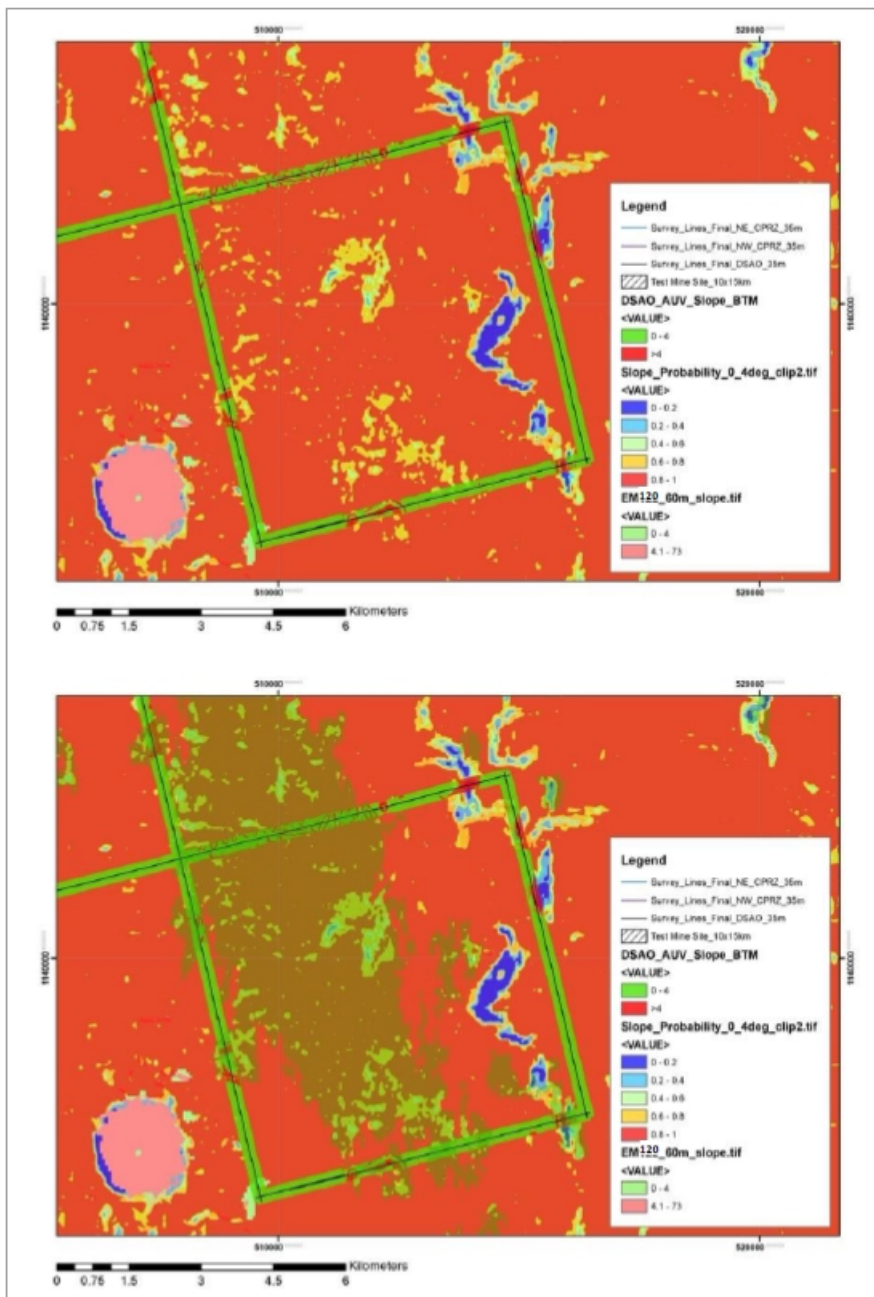 510000 520000
Legend
Survey_Lines_Final_NE_CPRZ_35m
Survey_Lines_Final_NW_CPRZ_35m
Survey_Lines_Final_DSAO_35m
Test Mine Site_10x15km
DSAO_AUV_Slope_BTM
<VALUE>
0 - 4
>4
Slope_Probability_0_4deg_clip2.tif
<VALUE>
0 - 0.2
0.2 - 0.4
0.4 - 0.6
0.6 - 0.8
0.8 - 1
EM120_60m_slope.tif
<VALUE>
0 - 4
4.1 - 73
1140000 1140000
510000 520000
Kilometers
0 0.75 1.5 3 4.5 6
510000 520000
Legend
Survey_Lines_Final_NE_CPRZ_35m
Survey_Lines_Final_NW_CPRZ_35m
Survey_Lines_Final_DSAO_35m
Test Mine Site_10x15km
DSAO_AUV_Slope_BTM
<VALUE>
0 - 4
>4
Slope_Probability_0_4deg_clip2.tif
<VALUE>
0 - 0.2
0.2 - 0.4
0.4 - 0.6
0.6 - 0.8
0.8 - 1
EM120_60m_slope.tif
<VALUE>
0 - 4
4.1 - 73
1140000 1140000
510000 520000
Kilometers
0 0.75 1.5 3 4.5 6